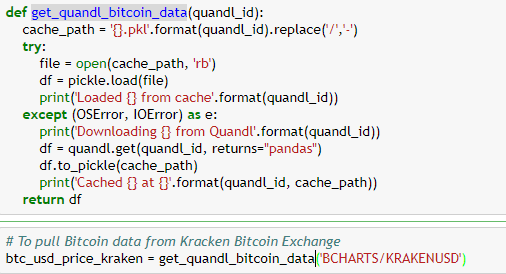 def get_quandl_bitcoin_data(quandl_id):
    cache_path = '{}.pkl'.format(quandl_id).replace('/','-')
    try:
        file = open(cache_path, 'rb')
        df = pickle.load(file)
        print('Loaded {} from cache'.format(quandl_id))
    except (OSError, IOError) as e:
        print('Downloading {} from Quandl'.format(quandl_id))
        df = quandl.get(quandl_id, returns="pandas")
        df.to_pickle(cache_path)
        print('Cached {} at {}'.format(quandl_id, cache_path))
    return df
# To pull Bitcoin data from Kracken Bitcoin Exchange
btc_usd_price_kraken = get_quandl_bitcoin_data('BCHARTS/KRAKENUSD')